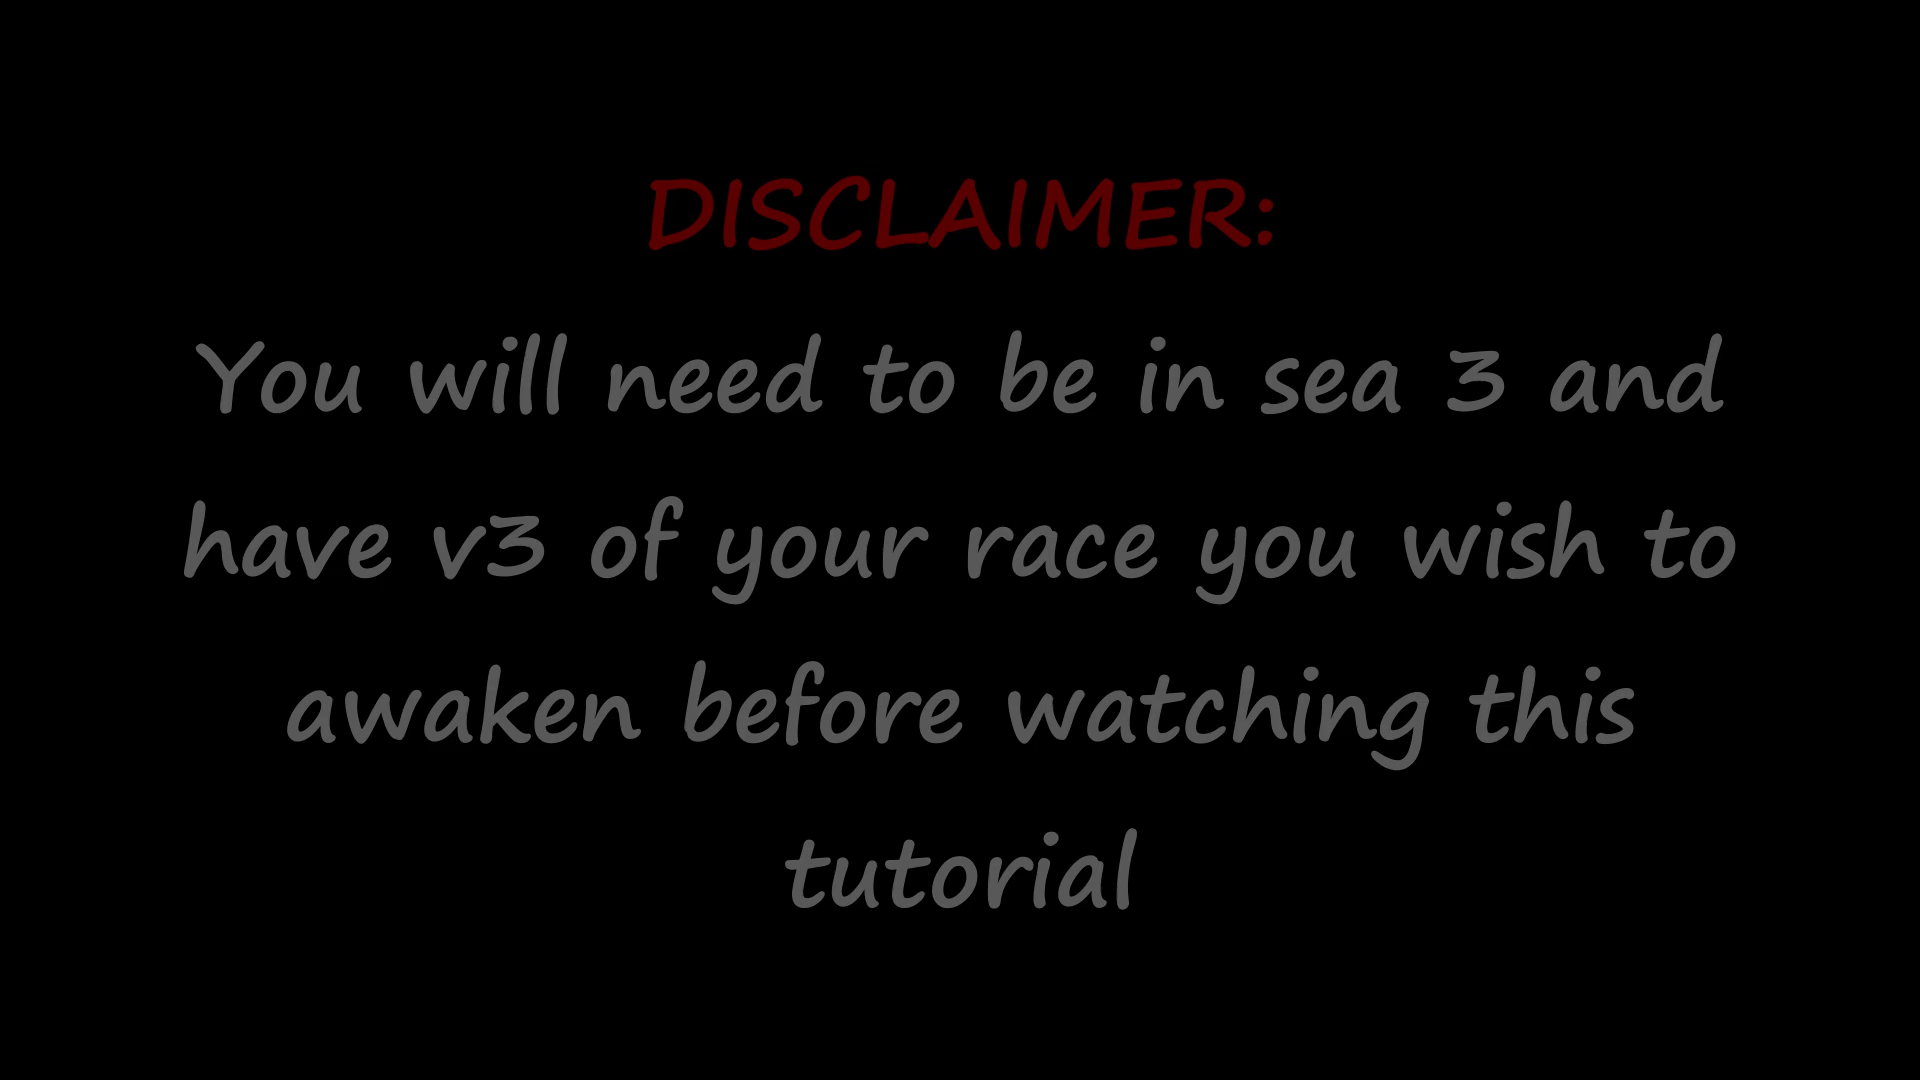 DISCLAIMER:
You will need to be in sea 3 and
have v3 of your race you wish to
awaken before watching this
tutorial